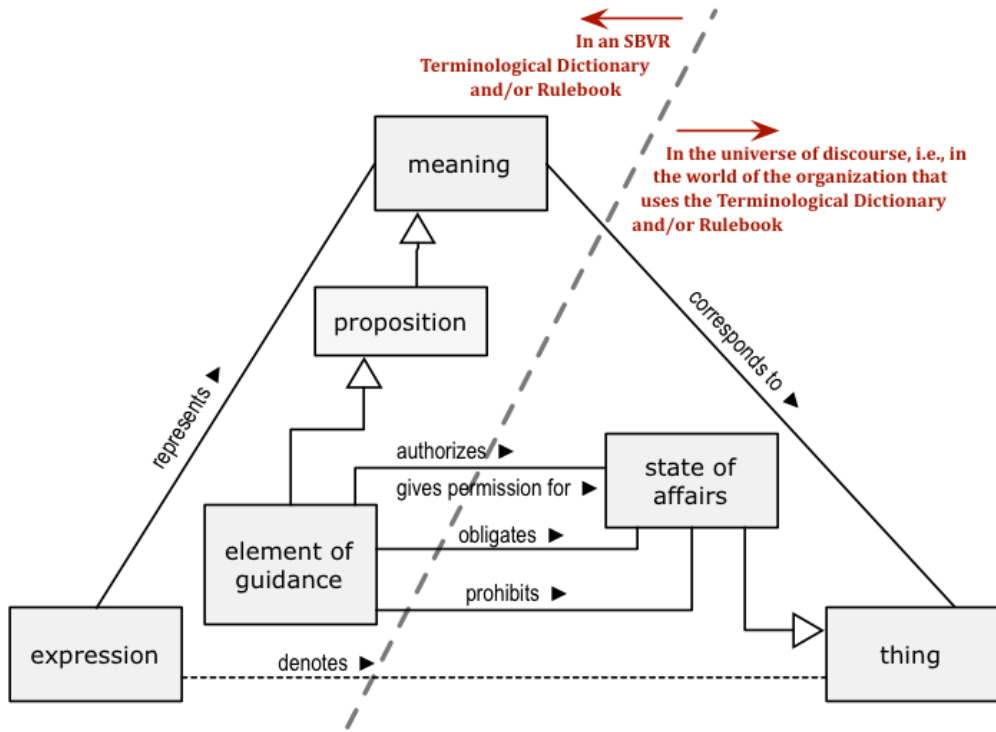 In an SBVR
Terminological Dictionary
and/or Rulebook
meaning
In the universe of discourse, i.e., in
the world of the organization that
uses the Terminological Dictionary
and/or Rulebook
proposition
represents ▶
corresponds to ▶
authorizes ▶
gives permission for ▶
state of
affairs
obligates ▶
element of
guidance
prohibits ▶
expression
denotes ▶
thing